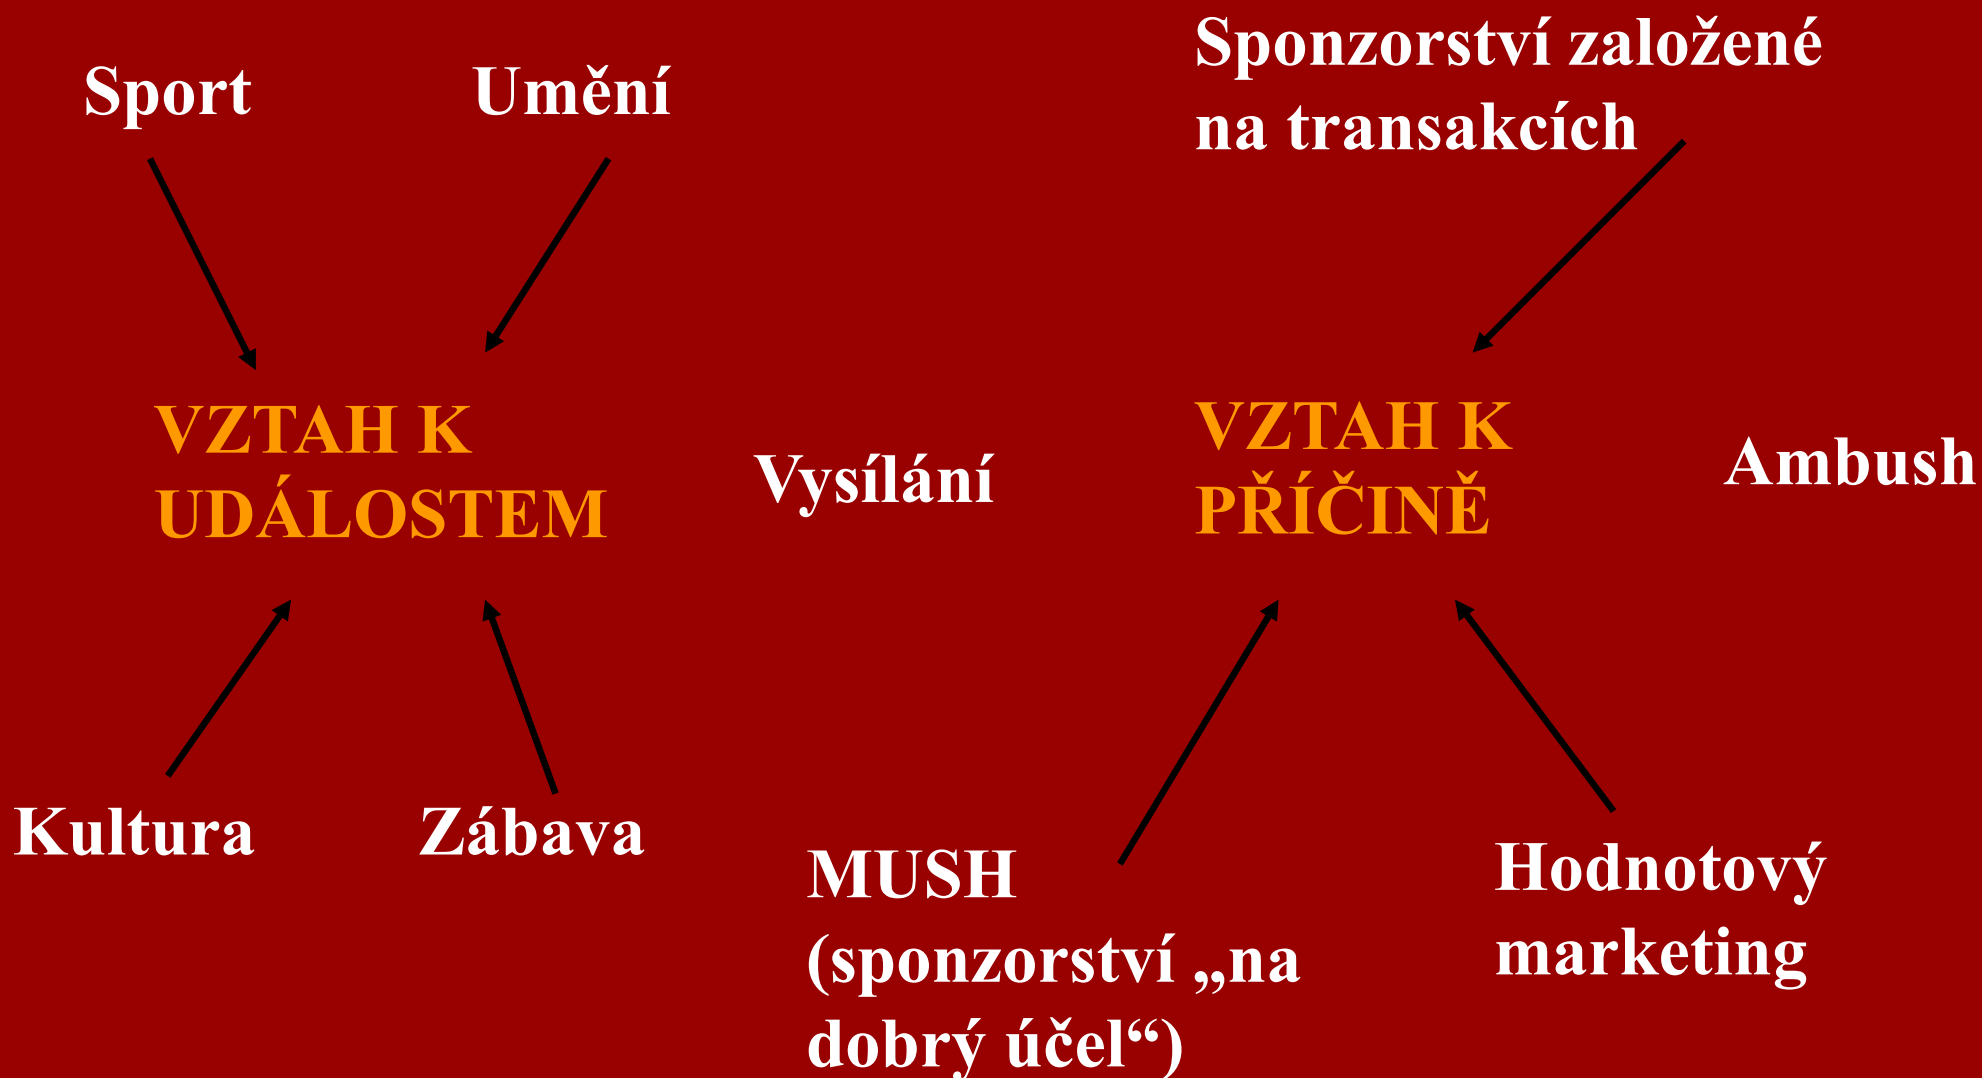 Sport
Umění
Sponzorství založené
na transakcích
VZTAH K
UDÁLOSTEM
Vysílání
VZTAH K
PŘÍČINĚ
Ambush
Kultura
Zábava
MUSH
(sponzorství „na
dobrý účel“)
Hodnotový
marketing